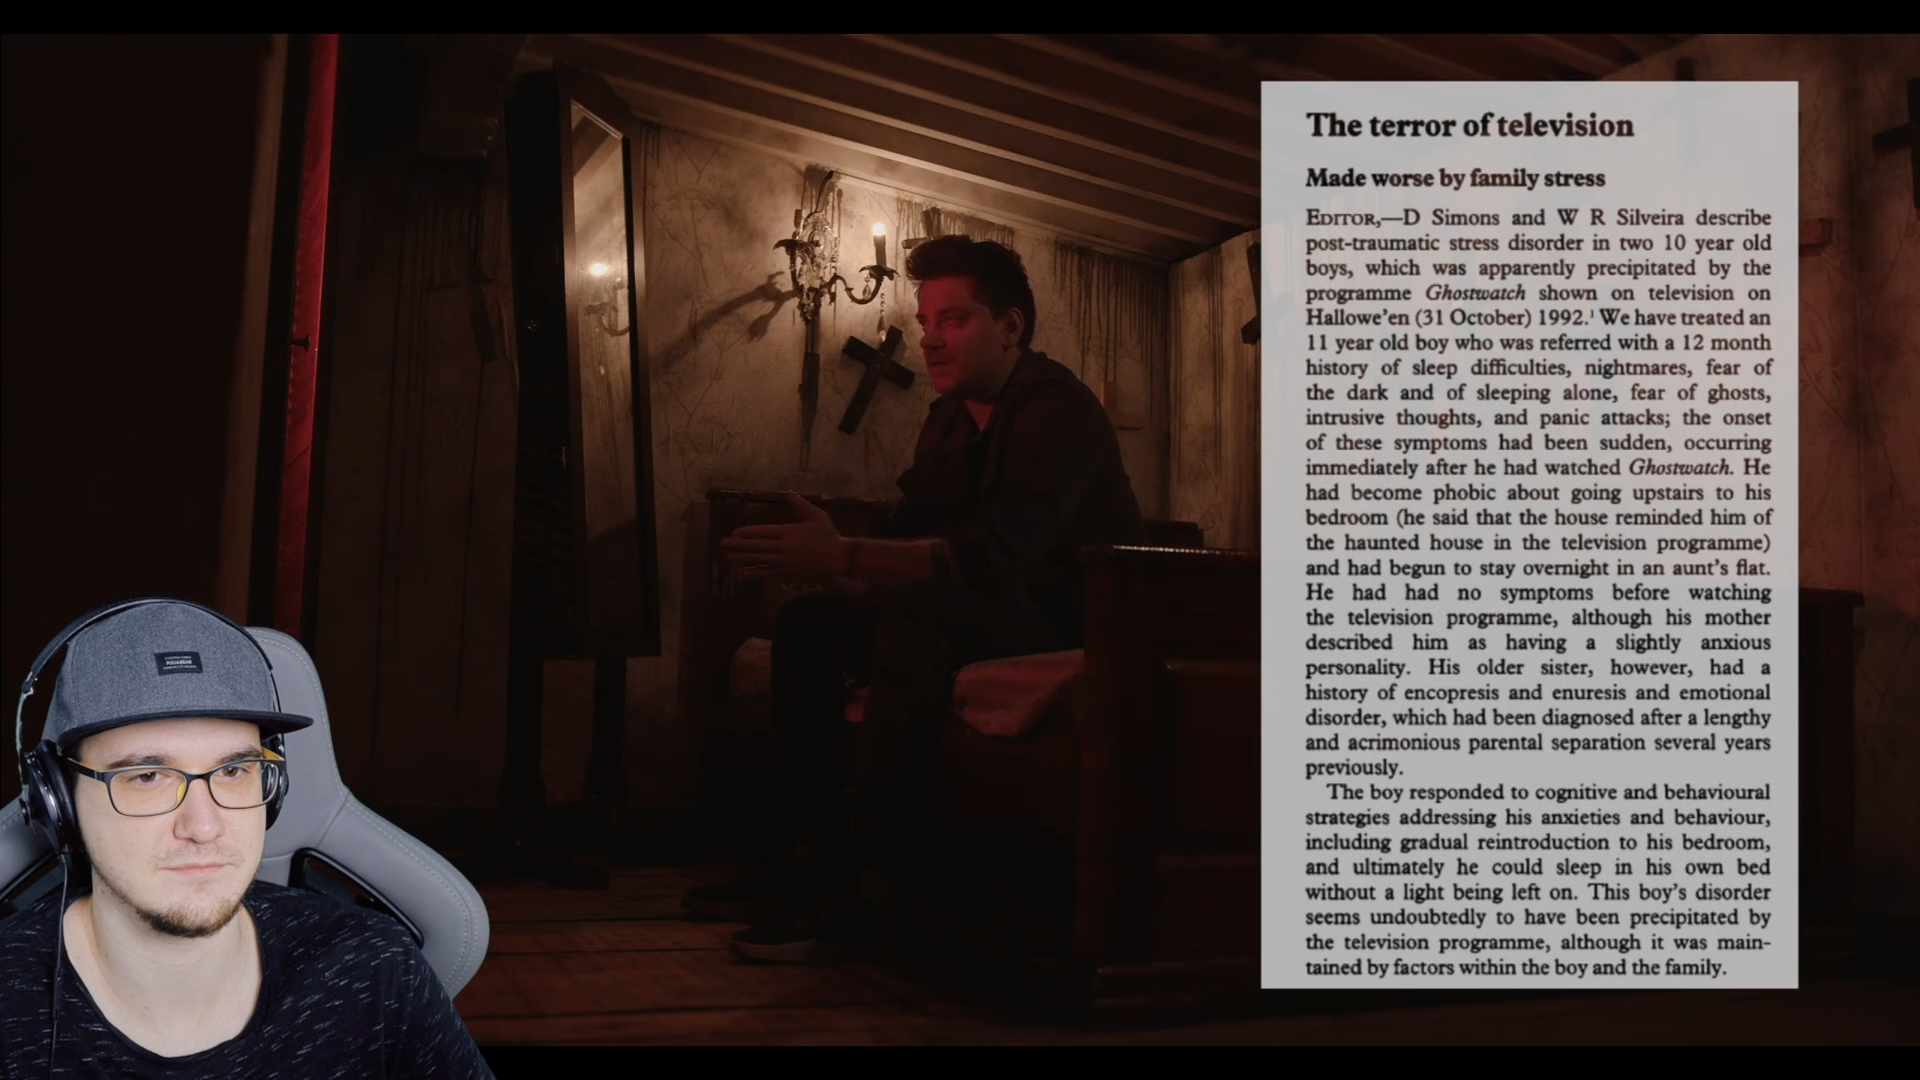 The terror of television
Made worse by family stress
EDITOR,—D Simons and W R Silveira describe
post-traumatic stress disorder in two 10 year old
boys, which was apparently precipitated by the
programme Ghostwatch shown on television on
Hallowe'en (31 October) 1992.¹ We have treated an
11 year old boy who was referred with a 12 month
history of sleep difficulties, nightmares, fear of
the dark and of sleeping alone, fear of ghosts,
intrusive thoughts, and panic attacks; the onset
of these symptoms had been sudden, occurring
immediately after he had watched Ghostwatch. He
had become phobic about going upstairs to his
bedroom (he said that the house reminded him of
the haunted house in the television programme)
and had begun to stay overnight in an aunt's flat.
He had had no symptoms before watching
the television programme, although his mother
described him as having a slightly anxious
personality. His older sister, however, had a
history of encopresis and enuresis and emotional
disorder, which had been diagnosed after a lengthy
and acrimonious parental separation several years
previously.
The boy responded to cognitive and behavioural
strategies addressing his anxieties and behaviour,
including gradual reintroduction to his bedroom,
and ultimately he could sleep in his own bed
without a light being left on. This boy's disorder
seems undoubtedly to have been precipitated by
the television programme, although it was main-
tained by factors within the boy and the family.